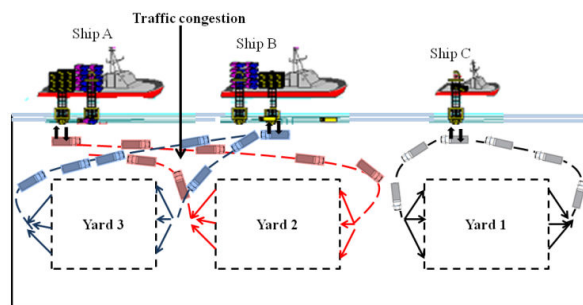 Traffic congestion
Ship A
Ship B
Ship C
Yard 3
Yard 2
Yard 1